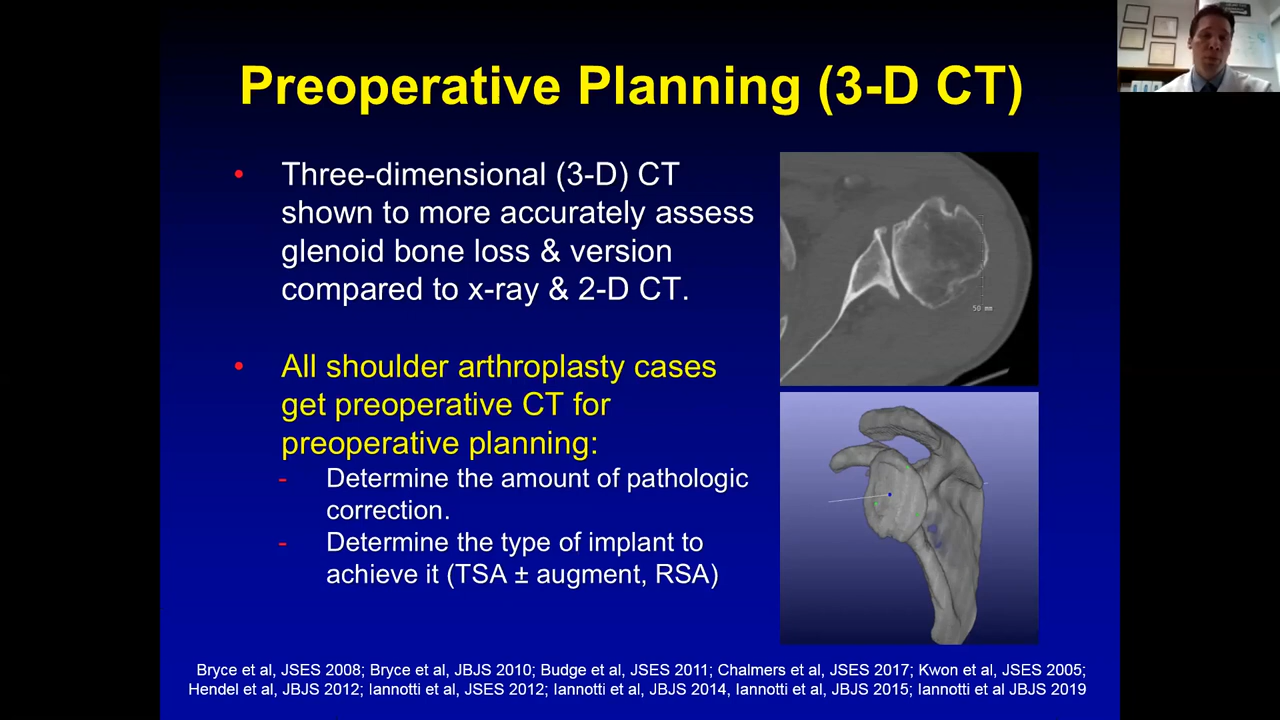 Preoperative Planning (3-D CT)
• Three-dimensional (3-D) CT
shown to more accurately assess
glenoid bone loss & version
compared to x-ray & 2-D CT.
• All shoulder arthroplasty cases
get preoperative CT for
preoperative planning:
- Determine the amount of pathologic
correction.
- Determine the type of implant to
achieve it (TSA ± augment, RSA)
50 mm
Bryce et al, JSES 2008; Bryce et al, JBJS 2010; Budge et al, JSES 2011; Chalmers et al, JSES 2017; Kwon et al, JSES 2005;
Hendel et al, JBJS 2012; Iannotti et al, JSES 2012; Iannotti et al, JBJS 2014, Iannotti et al, JBJS 2015; Iannotti et al JBJS 2019